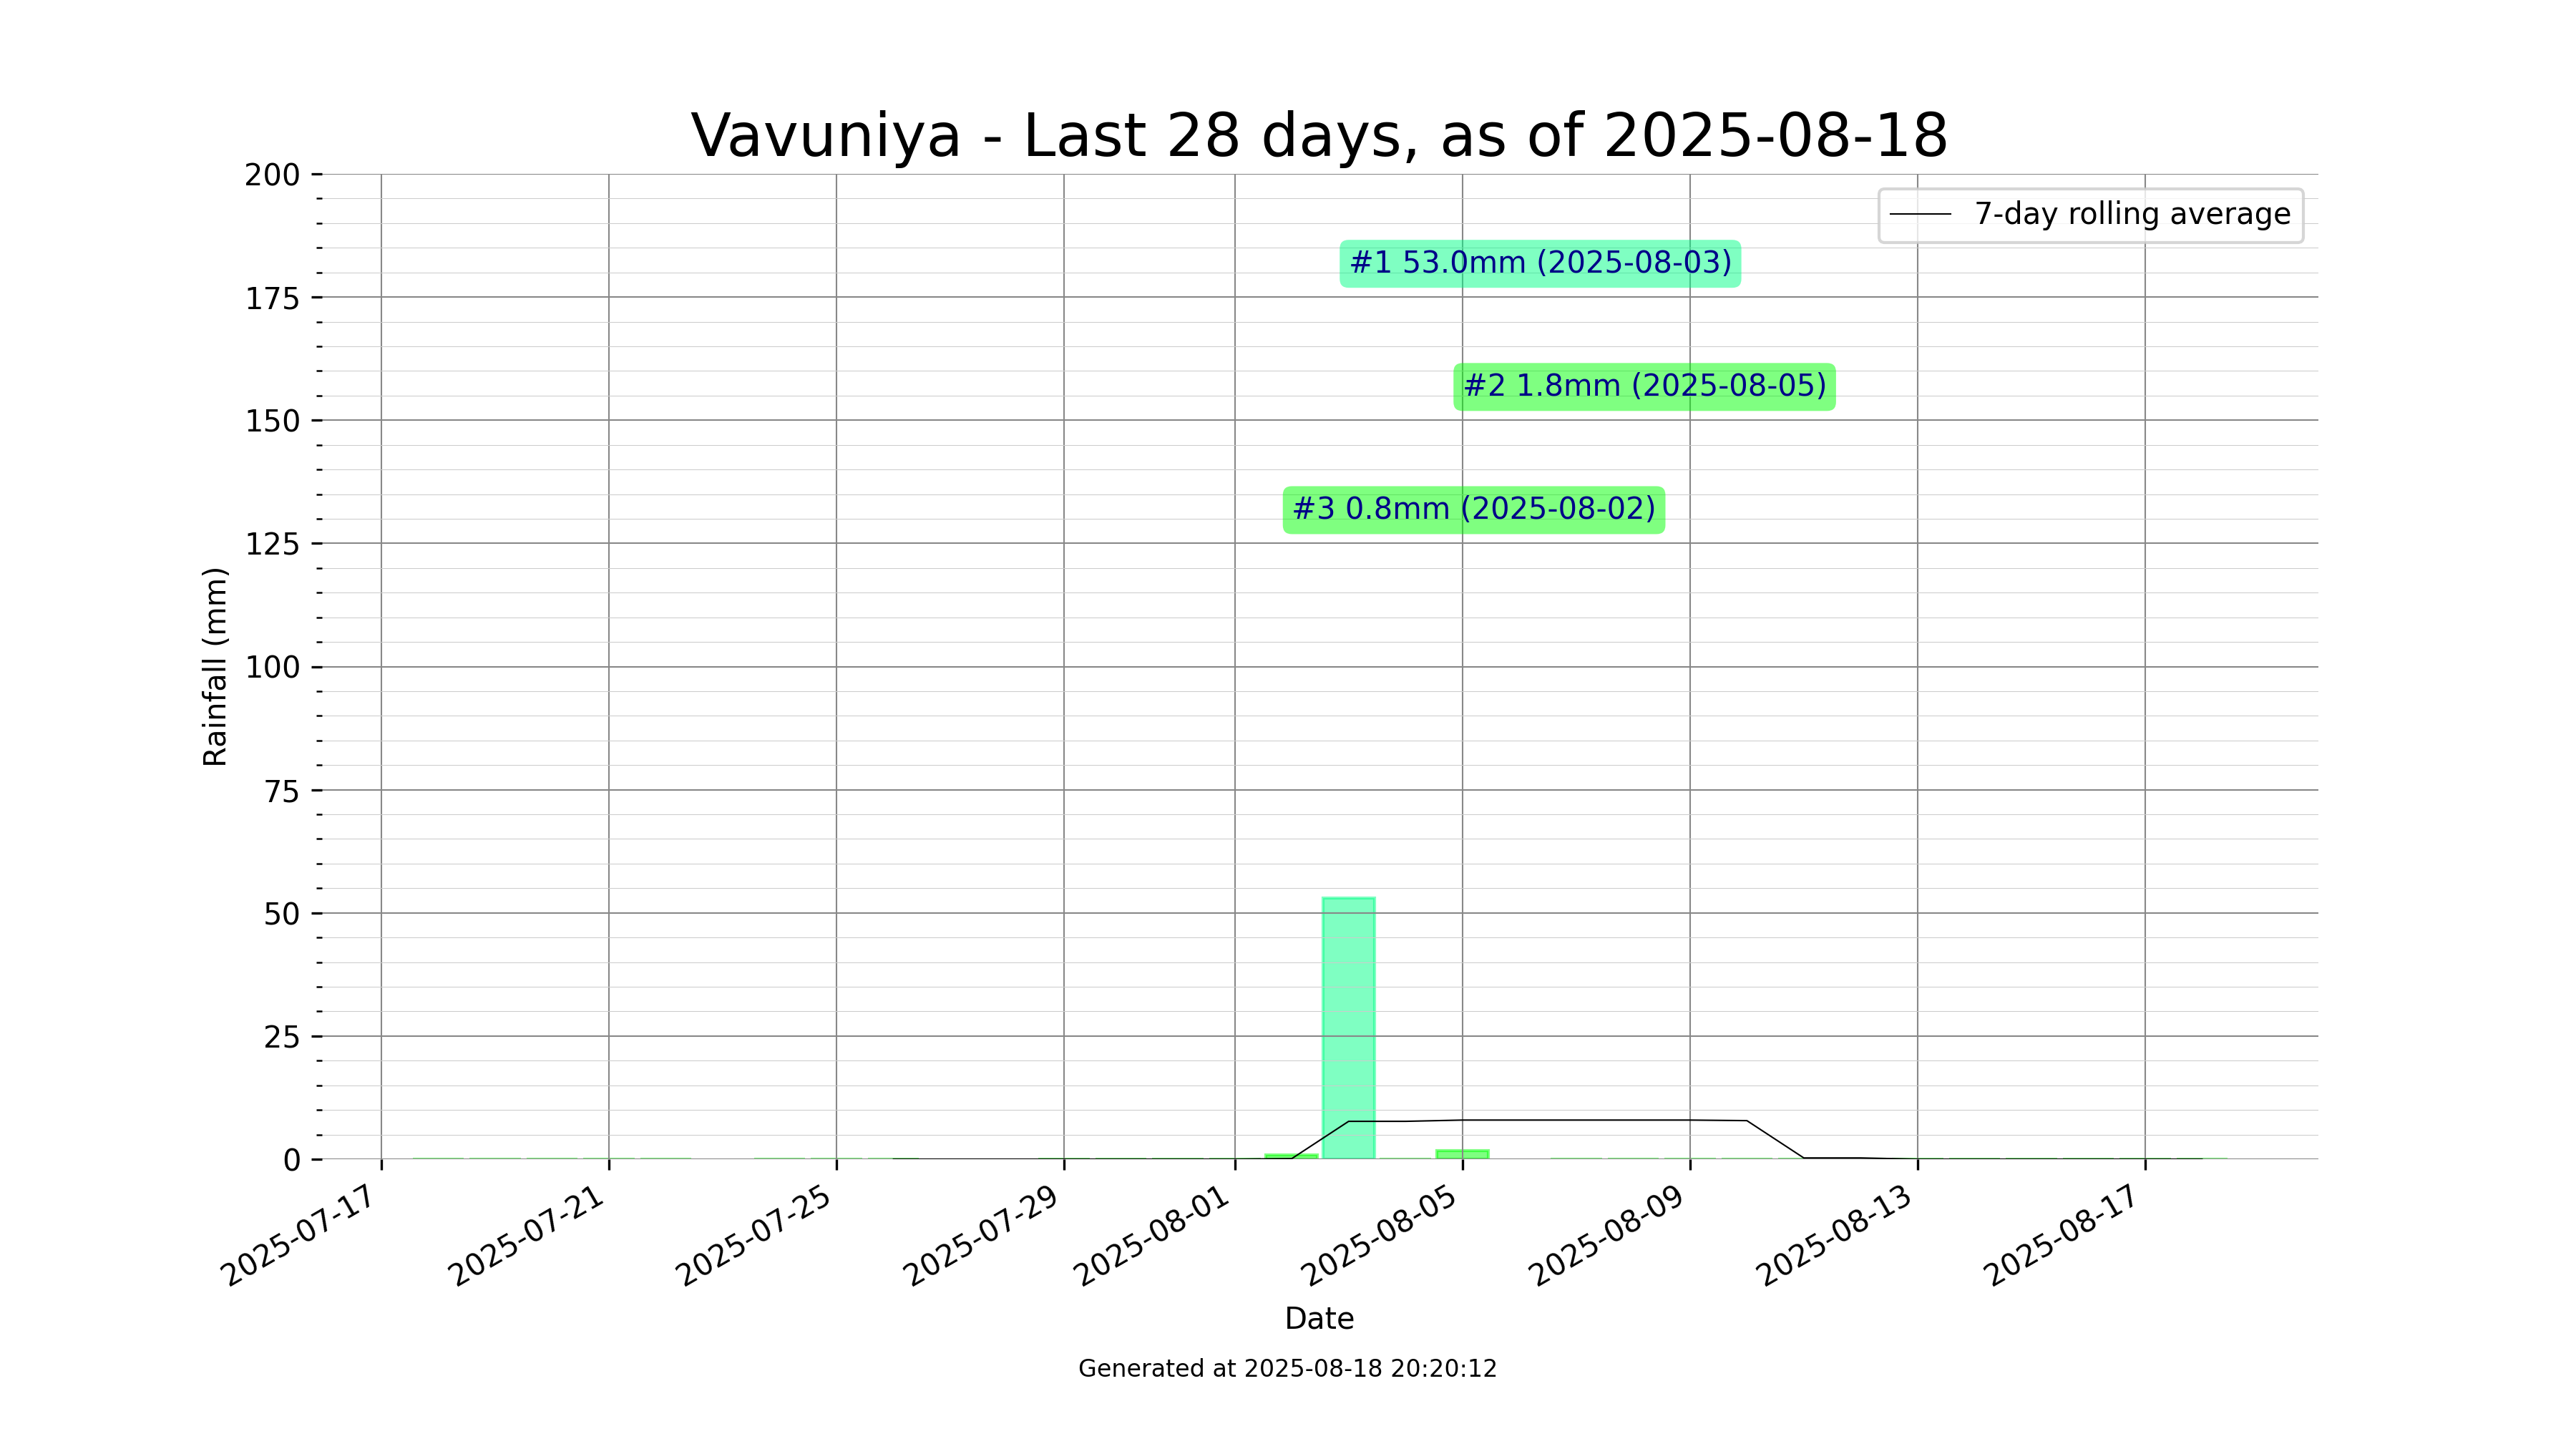 Vavuniya - Last 28 days, as of 2025-08-18
7-day rolling average
#1 53.0mm (2025-08-03)
#2 1.8mm (2025-08-05)
#3 0.8mm (2025-08-02)
Rainfall (mm)
200
175
150
125
100
75
50
25
0
2025-07-17
2025-07-21
2025-07-25
2025-07-29
2025-08-01
2025-08-05
2025-08-09
2025-08-13
2025-08-17
Date
Generated at 2025-08-18 20:20:12